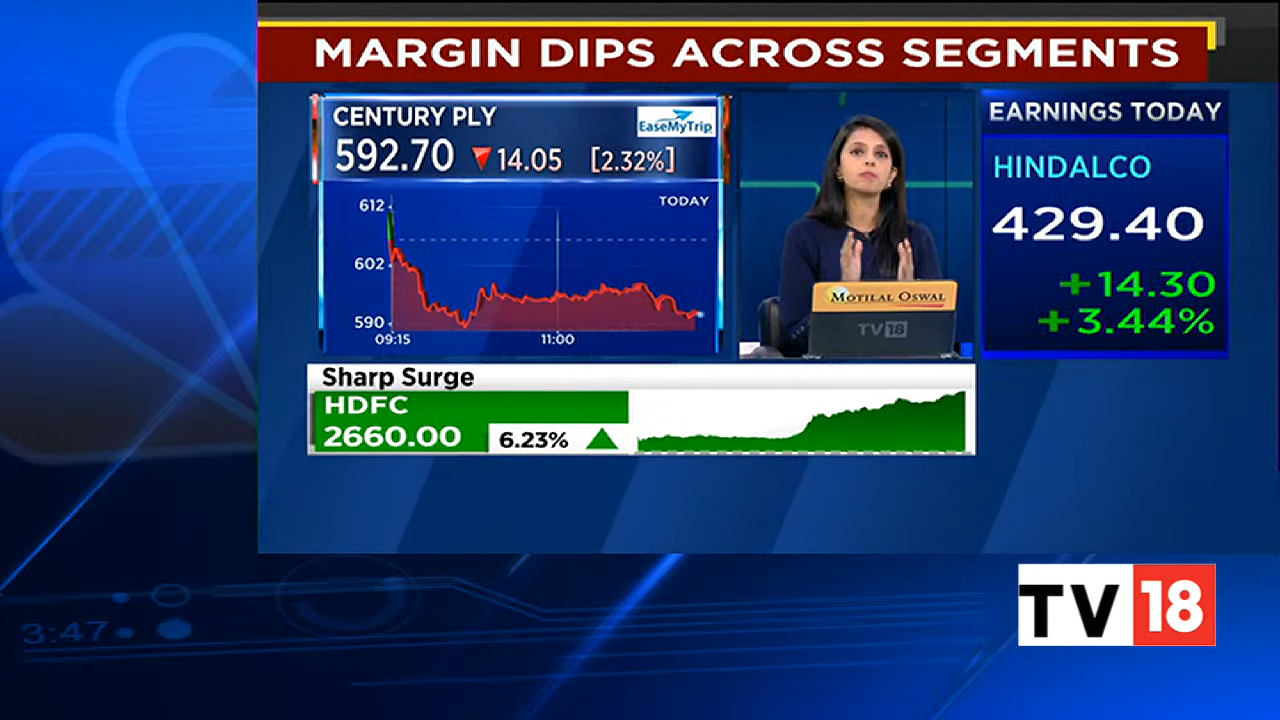 MARGIN DIPS ACROSS SEGMENTS
CENTURY PLY
EaseMyTrip
592.70 ▼14.05 [2.32%]
TODAY
612
602
590
09:15 11:00
MOTILAL OSWAL
TV18
EARNINGS TODAY
HINDALCO
429.40
+14.30
+3.44%
Sharp Surge
HDFC
2660.00 6.23% ▲
3:47
TV18